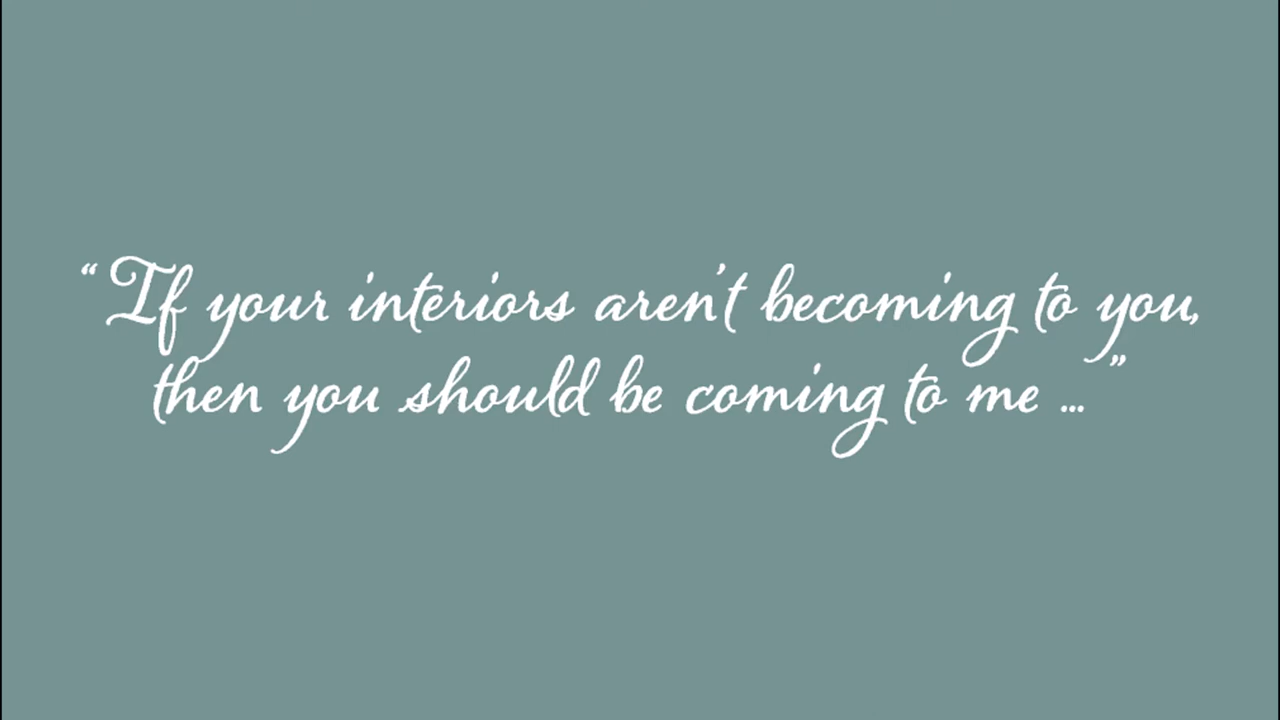 “If your interiors aren’t becoming to you,
then you should be coming to me ...”